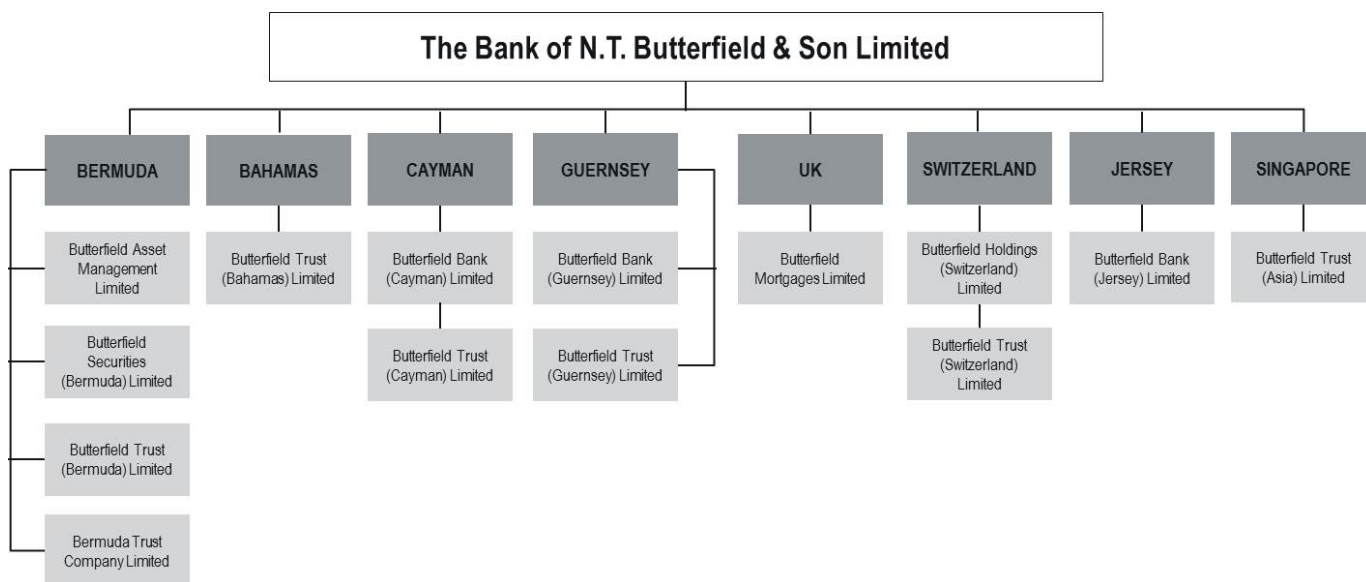 The Bank of N.T. Butterfield & Son Limited
BERMUDA
BAHAMAS
CAYMAN
GUERNSEY
UK
SWITZERLAND
JERSEY
SINGAPORE
Butterfield Asset
Management
Limited
Butterfield Trust
(Bahamas) Limited
Butterfield Bank
(Cayman) Limited
Butterfield Bank
(Guernsey) Limited
Butterfield
Mortgages Limited
Butterfield Holdings
(Switzerland)
Limited
Butterfield Bank
(Jersey) Limited
Butterfield Trust
(Asia) Limited
Butterfield
Securities
(Bermuda) Limited
Butterfield Trust
(Cayman) Limited
Butterfield Trust
(Guernsey) Limited
Butterfield Trust
(Switzerland)
Limited
Butterfield Trust
(Bermuda) Limited
Bermuda Trust
Company Limited